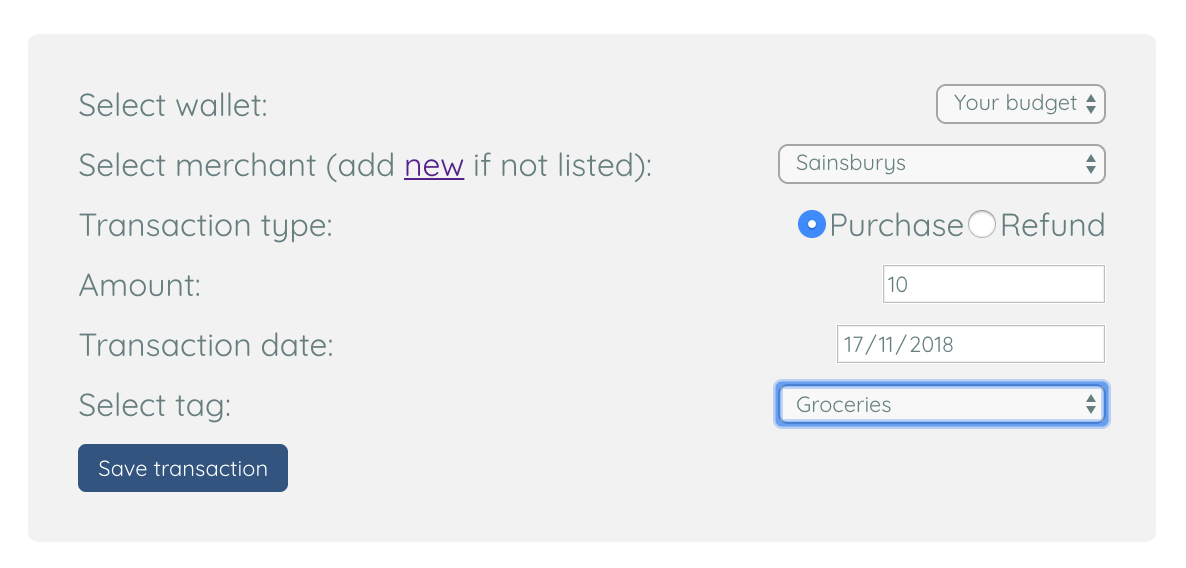 Select wallet: Your budget
Select merchant (add new if not listed): Sainsburys
Transaction type: Purchase Refund
Amount: 10
Transaction date: 17/11/2018
Select tag: Groceries
Save transaction